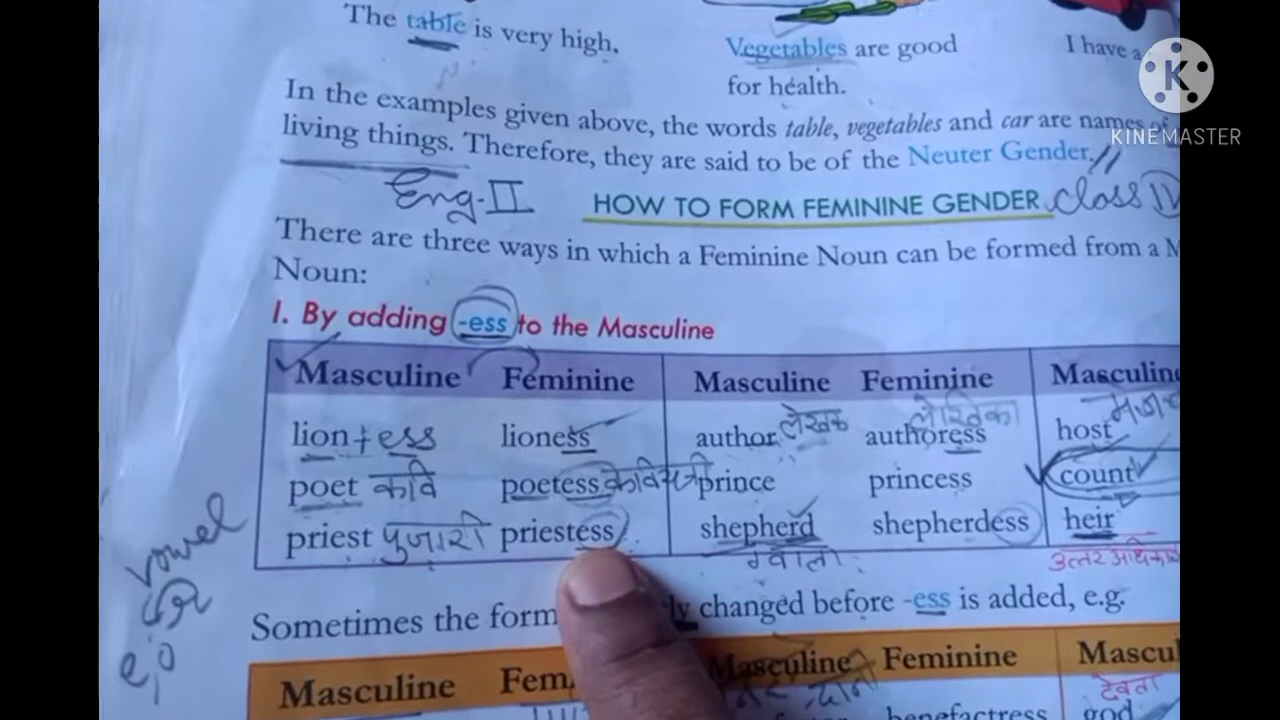 The table is very high.
Vegetables are good
for health.
I have a
In the examples given above, the words table, vegetables and car are names of
living things. Therefore, they are said to be of the Neuter Gender.
Eng-II
HOW TO FORM FEMININE GENDER
Class IV
There are three ways in which a Feminine Noun can be formed from a M
Noun:
I. By adding -ess to the Masculine
Masculine Feminine Masculine Feminine Masculin
lion + ess lioness author लेखक authoress लेखिका host
poet कवि poetess prince princess count
priest पुजारी priestess shepherd shepherdess heir
ग्वाला
vowel
e, o
Sometimes the form ly changed before -ess is added, e.g.
Masculine Fem Masculine Feminine Mascul
देवता
benefactress god
KINEMASTER